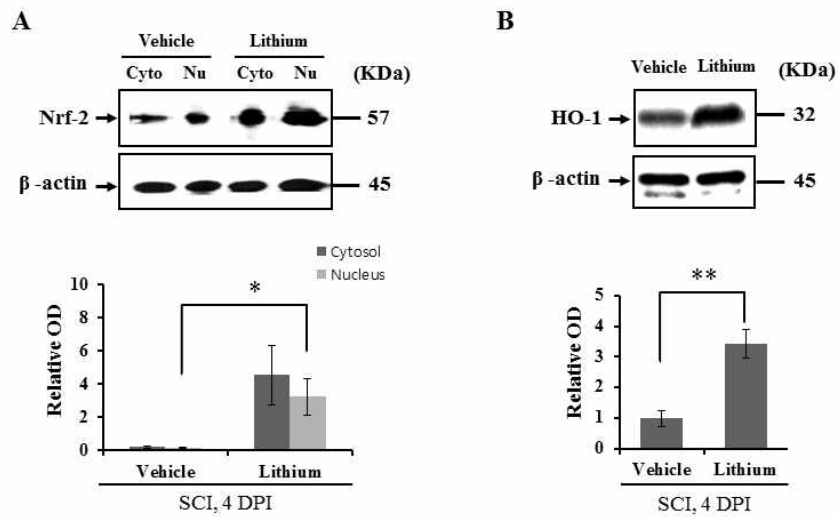 A
Vehicle Lithium
Cyto Nu Cyto Nu (KDa)
Nrf-2 57
β -actin 45
Cytosol
Nucleus
10
8
6
4
2
0
Relative OD
*
Vehicle Lithium
SCI, 4 DPI
B
Vehicle Lithium (KDa)
HO-1 32
β -actin 45
5
4
3
2
1
0
Relative OD
**
Vehicle Lithium
SCI, 4 DPI